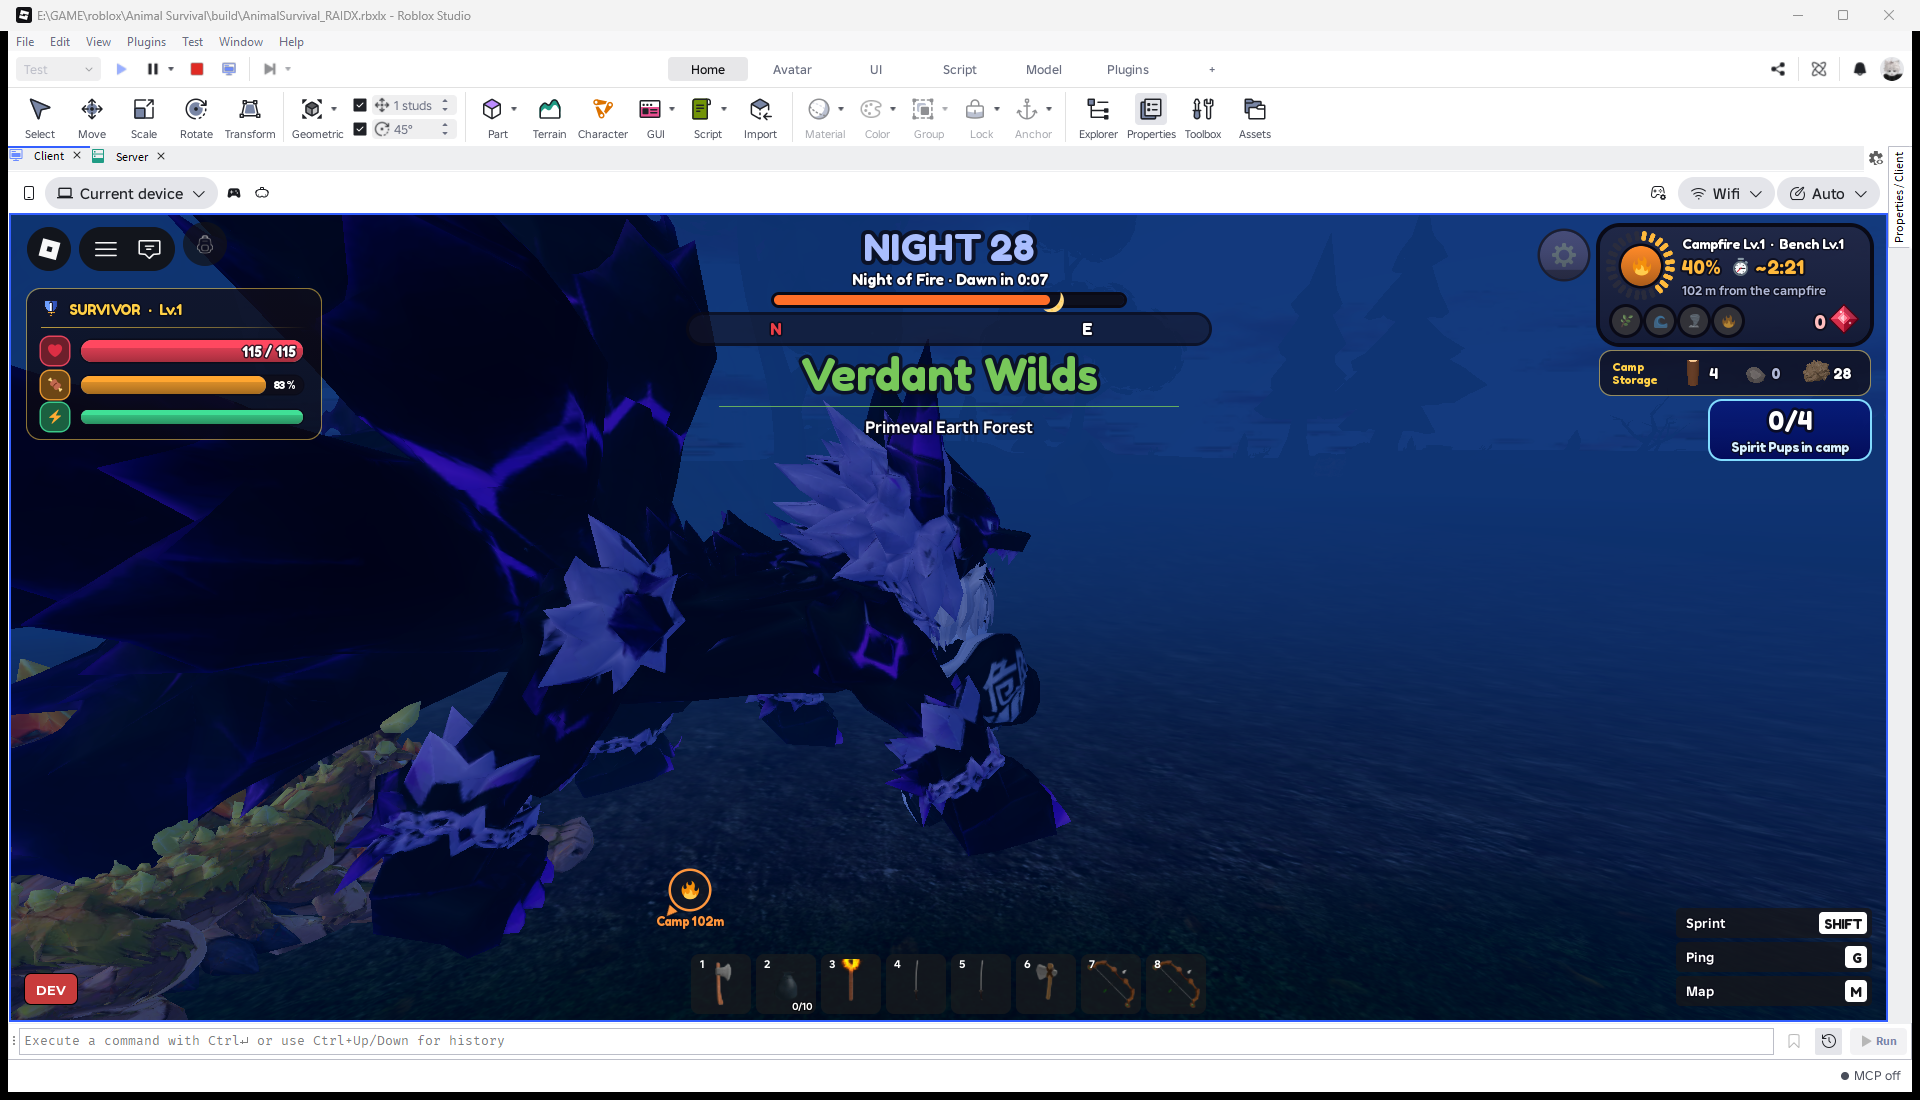 E:\GAME\roblox\Animal Survival\build\AnimalSurvival_RAIDX.rbxlx - Roblox Studio
File Edit View Plugins Test Window Help
Test
Home Avatar UI Script Model Plugins +
1 studs
45°
Select Move Scale Rotate Transform Geometric Part Terrain Character GUI Script Import Material Color Group Lock Anchor Explorer Properties Toolbox Assets
Client Server
Properties / Client
Current device
Wifi
Auto
NIGHT 28
Night of Fire · Dawn in 0:07
N E
Verdant Wilds
Primeval Earth Forest
SURVIVOR · Lv.1
115 / 115
83%
Campfire Lv.1 · Bench Lv.1
40% ~2:21
102 m from the campfire
0
Camp
Storage
4 0 28
0/4
Spirit Pups in camp
危
Camp 102m
1 2 3 4 5 6 7 8
0/10
Sprint SHIFT
Ping G
Map M
DEV
Execute a command with Ctrl↵ or use Ctrl+Up/Down for history
Run
MCP off